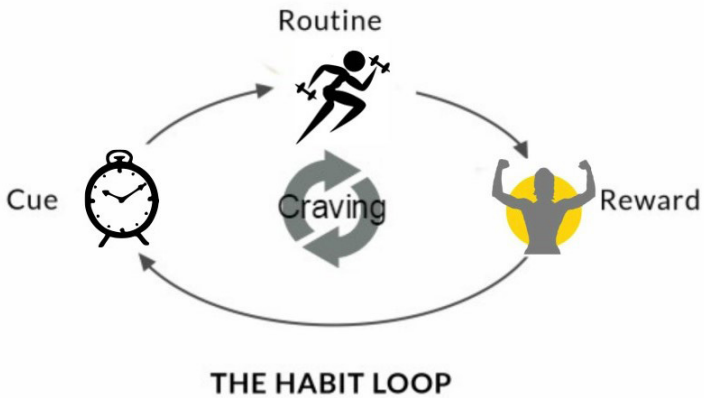 Routine
Cue
Craving
Reward
THE HABIT LOOP